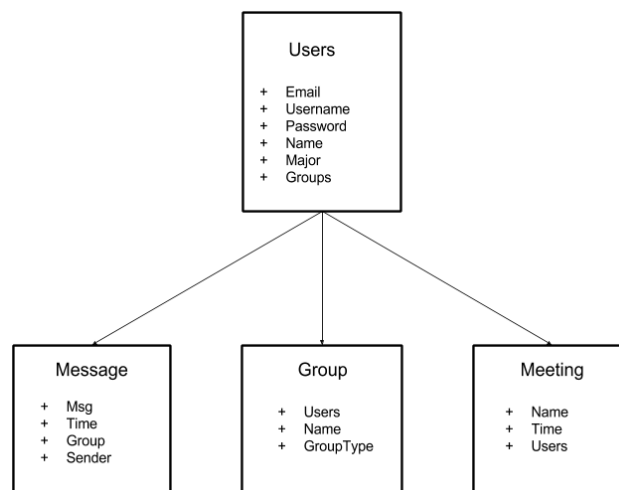 Users
+ Email
+ Username
+ Password
+ Name
+ Major
+ Groups
Message
+ Msg
+ Time
+ Group
+ Sender
Group
+ Users
+ Name
+ GroupType
Meeting
+ Name
+ Time
+ Users